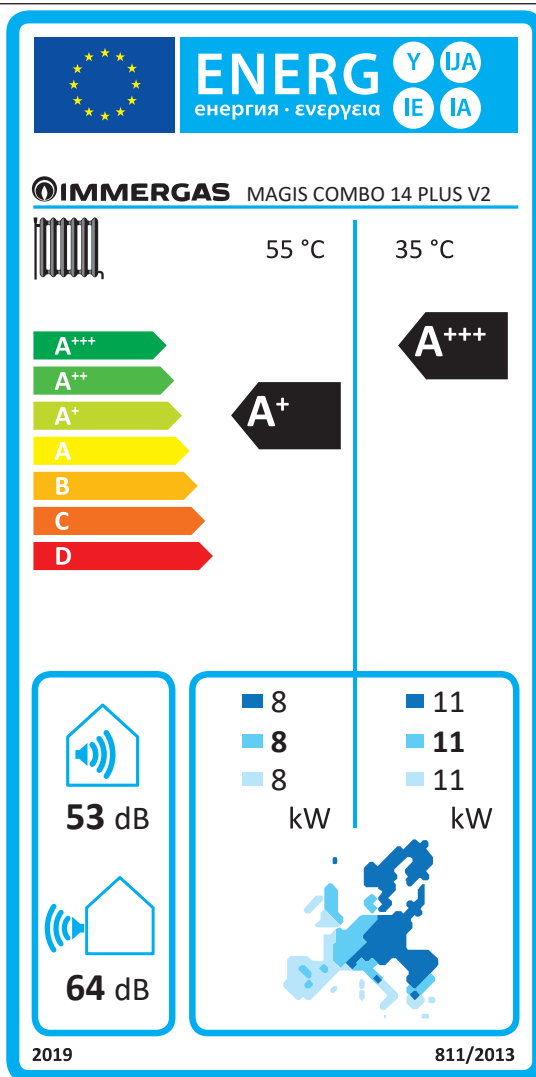 ENERG Y IJA
енергия · ενεργεια IE IA
IMMERGAS MAGIS COMBO 14 PLUS V2
55 °C 35 °C
A+++
A+++
A++
A+
A+
A
B
C
D
8 11
8 11
8 11
kW kW
53 dB
64 dB
2019 811/2013